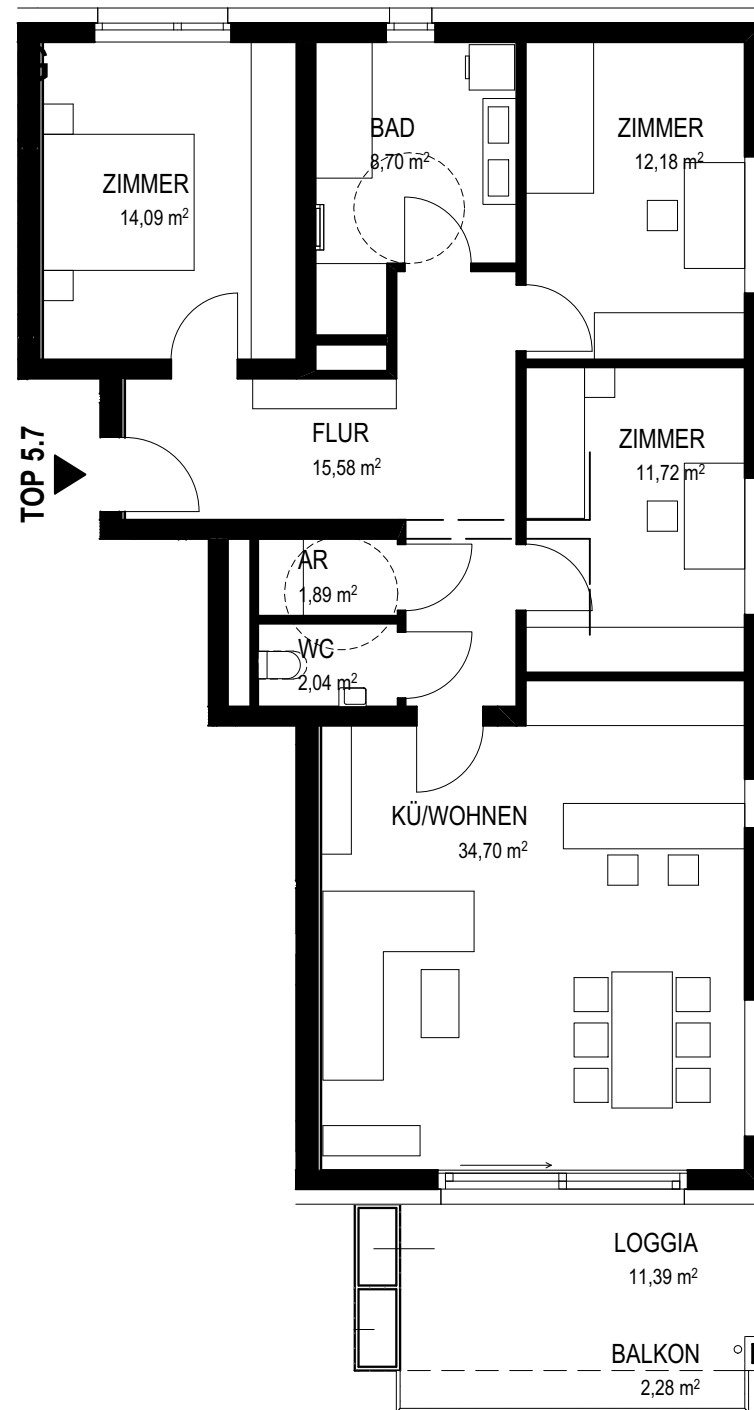 BAD
8,70 m²
ZIMMER
12,18 m²
ZIMMER
14,09 m²
FLUR
15,58 m²
ZIMMER
11,72 m²
TOP 5.7
AR
1,89 m²
WC
2,04 m²
KÜ/WOHNEN
34,70 m²
LOGGIA
11,39 m²
BALKON
2,28 m²